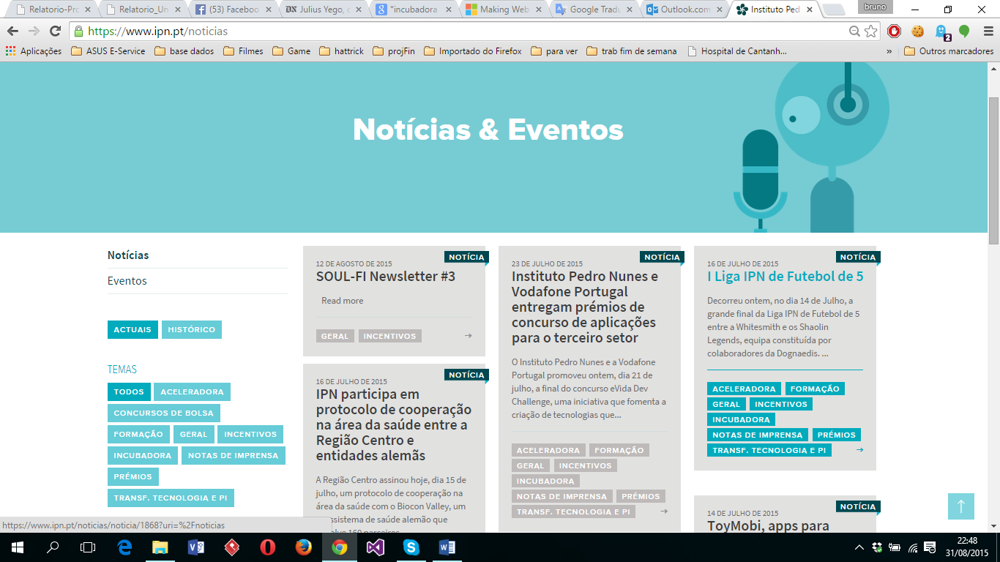 Relatorio-Pro
Relatorio_Un
(53) Faceboo
Julius Yego, c
"incubadora
Making Web
Google Tradu
Outlook.com
Instituto Ped
bruno
https://www.ipn.pt/noticias
2
Aplicações
ASUS E-Service
base dados
Filmes
Game
hattrick
projFin
Importado do Firefox
para ver
trab fim de semana
Hospital de Cantanh...
»
Outros marcadores
Notícias & Eventos
Notícias
Eventos
ACTUAIS
HISTÓRICO
TEMAS
TODOS
ACELERADORA
CONCURSOS DE BOLSA
FORMAÇÃO
GERAL
INCENTIVOS
INCUBADORA
NOTAS DE IMPRENSA
PRÉMIOS
TRANSF. TECNOLOGIA E PI
NOTÍCIA
12 DE AGOSTO DE 2015
SOUL-FI Newsletter #3
Read more
GERAL
INCENTIVOS
NOTÍCIA
16 DE JULHO DE 2015
IPN participa em
protocolo de cooperação
na área da saúde entre a
Região Centro e
entidades alemãs
A Região Centro assinou hoje, dia 15 de
julho, um protocolo de cooperação na
área da saúde com o Biocon Valley, um
ssistema de saúde alemão que
NOTÍCIA
23 DE JULHO DE 2015
Instituto Pedro Nunes e
Vodafone Portugal
entregam prémios de
concurso de aplicações
para o terceiro setor
O Instituto Pedro Nunes e a Vodafone
Portugal promoveu ontem, dia 21 de
julho, a final do concurso eVida Dev
Challenge, uma iniciativa que fomenta a
criação de tecnologias que...
ACELERADORA
FORMAÇÃO
GERAL
INCENTIVOS
INCUBADORA
NOTAS DE IMPRENSA
PRÉMIOS
TRANSF. TECNOLOGIA E PI
NOTÍCIA
16 DE JULHO DE 2015
I Liga IPN de Futebol de 5
Decorreu ontem, no dia 14 de Julho, a
grande final da Liga IPN de Futebol de 5
entre a Whitesmith e os Shaolin
Legends, equipa constituída por
colaboradores da Dognaedis. ...
ACELERADORA
FORMAÇÃO
GERAL
INCENTIVOS
INCUBADORA
NOTAS DE IMPRENSA
PRÉMIOS
TRANSF. TECNOLOGIA E PI
NOTÍCIA
14 DE JULHO DE 2015
ToyMobi, apps para
https://www.ipn.pt/noticias/noticia/1868?uri=%2Fnoticias
22:48
31/08/2015